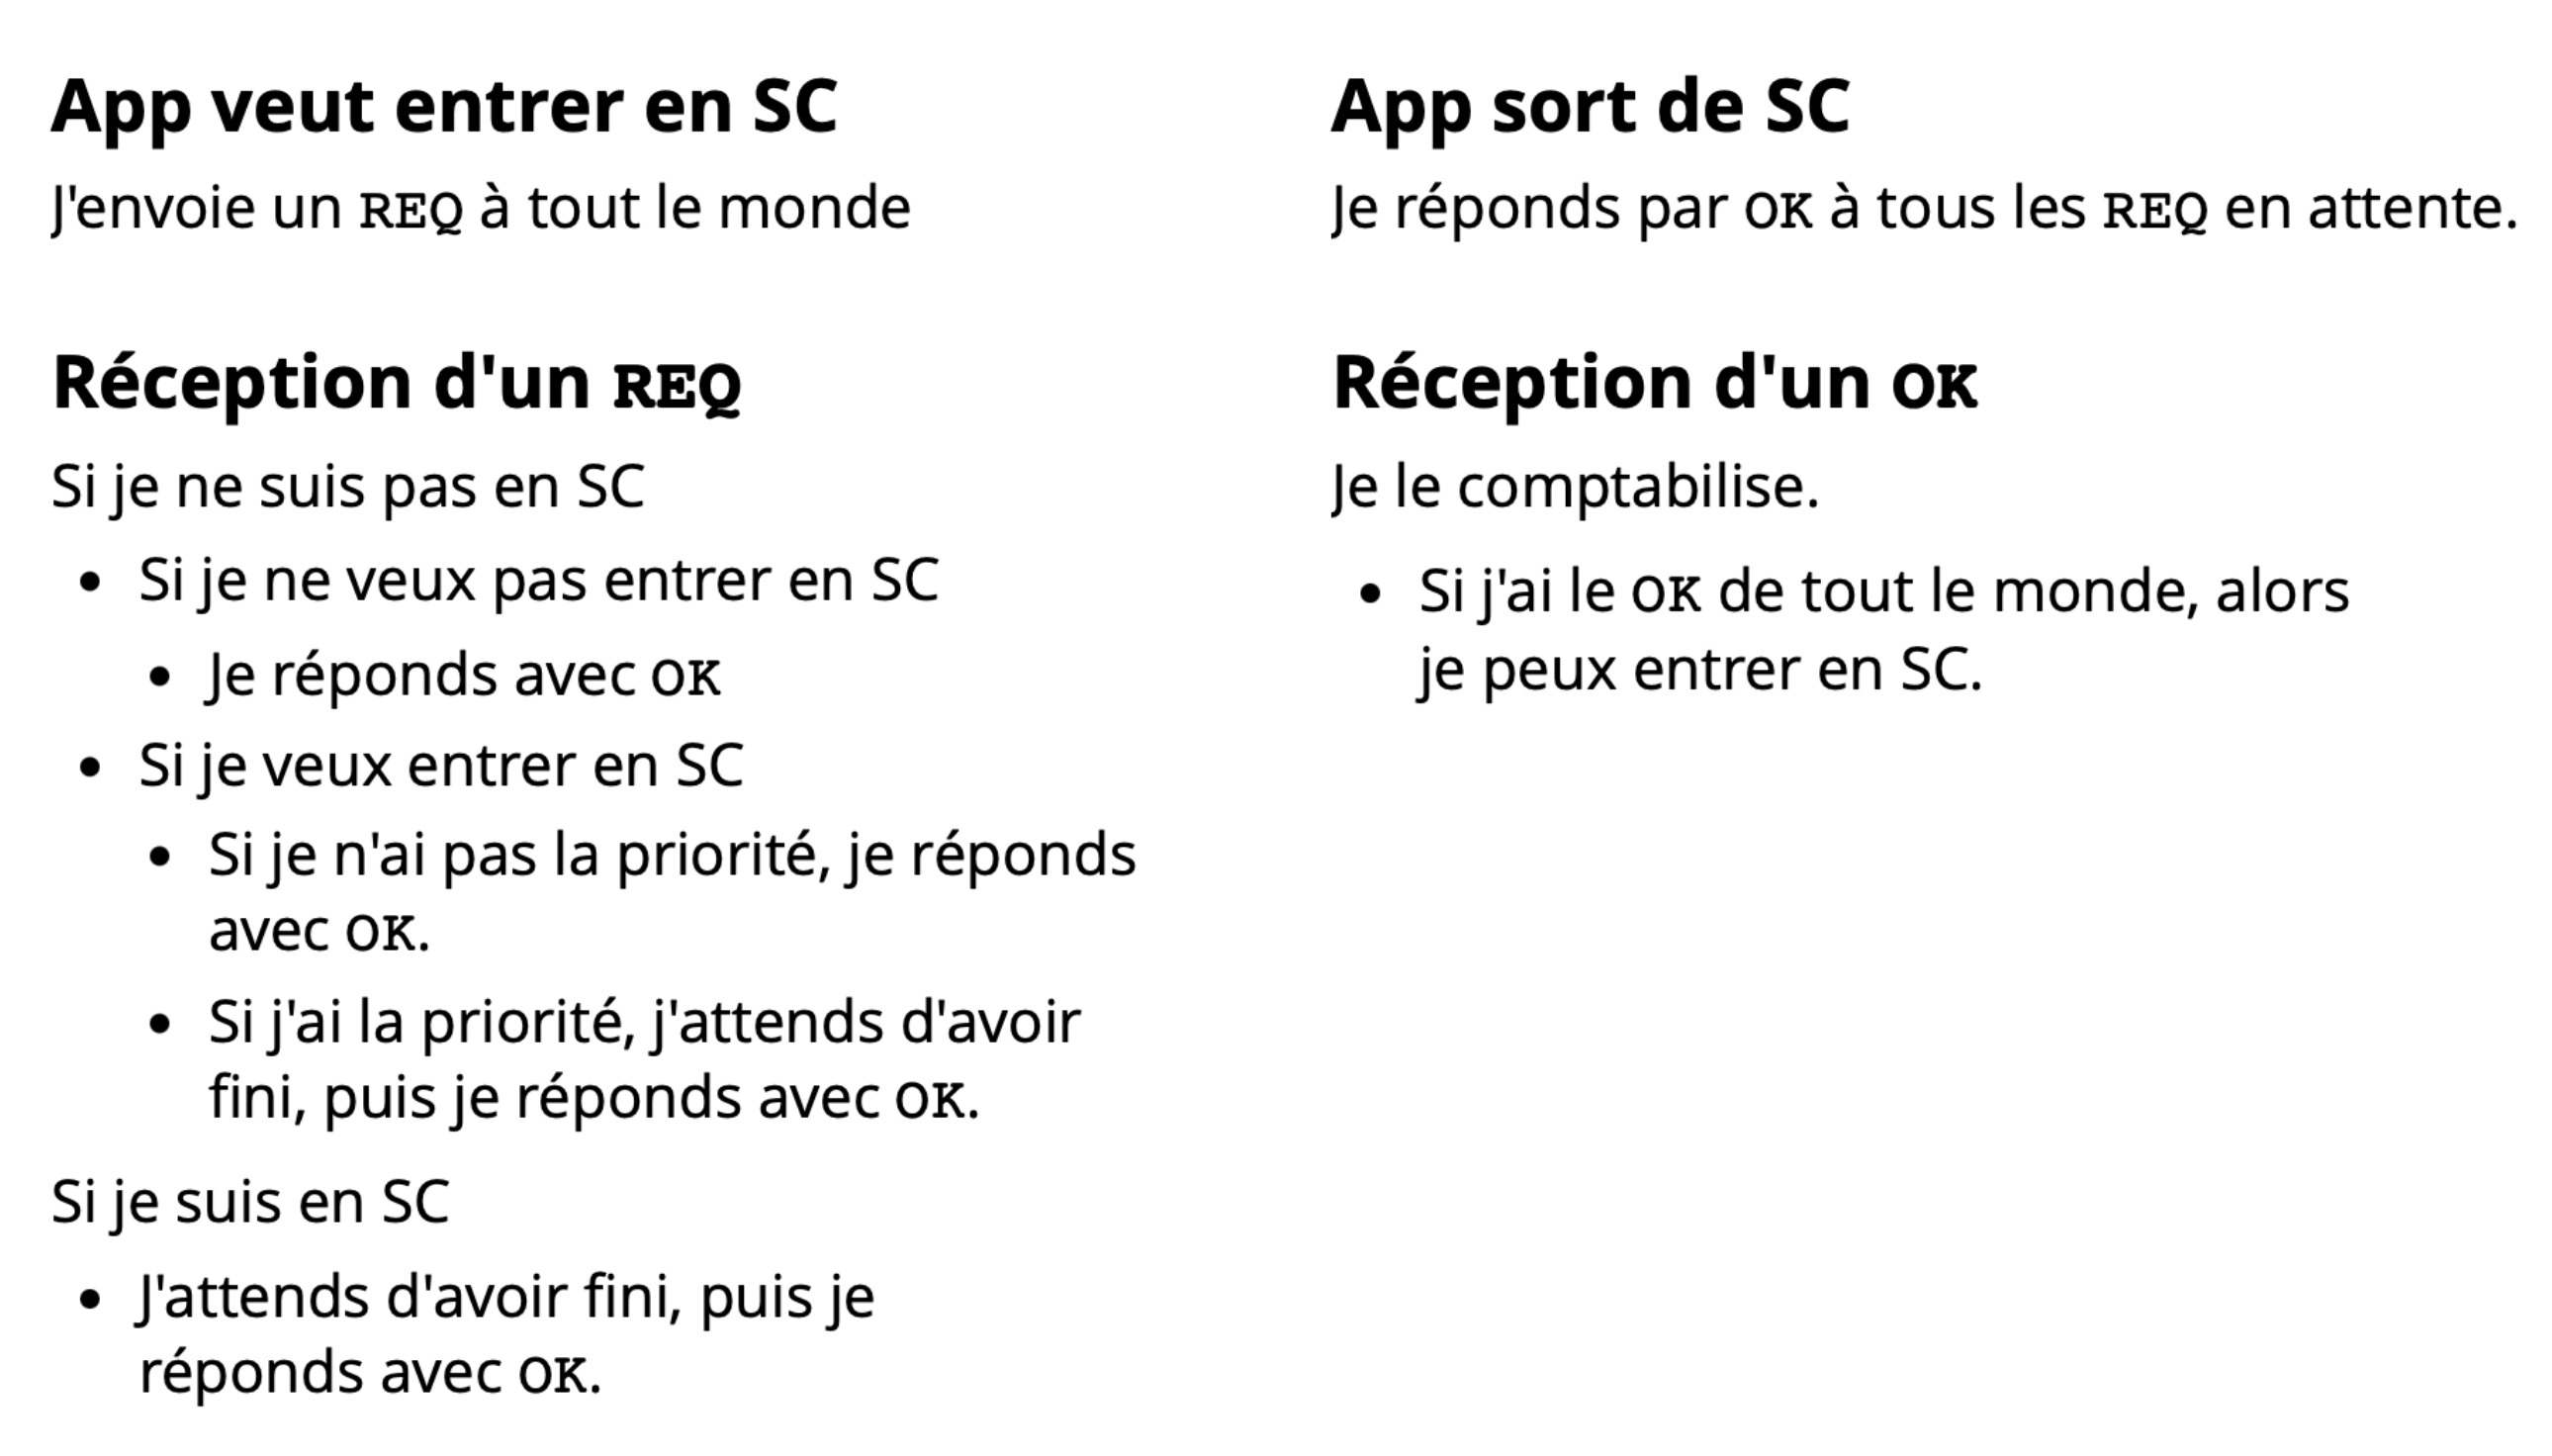 App veut entrer en SC
J'envoie un REQ à tout le monde
Réception d'un REQ
Si je ne suis pas en SC
• Si je ne veux pas entrer en SC
• Je réponds avec OK
• Si je veux entrer en SC
• Si je n'ai pas la priorité, je réponds
avec OK.
• Si j'ai la priorité, j'attends d'avoir
fini, puis je réponds avec OK.
Si je suis en SC
• J'attends d'avoir fini, puis je
réponds avec OK.
App sort de SC
Je réponds par OK à tous les REQ en attente.
Réception d'un OK
Je le comptabilise.
• Si j'ai le OK de tout le monde, alors
je peux entrer en SC.